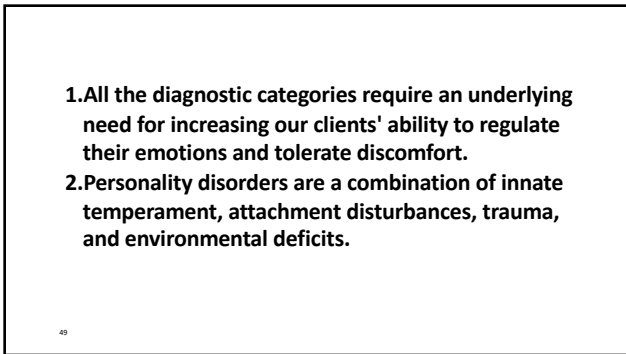 1.All the diagnostic categories require an underlying
need for increasing our clients' ability to regulate
their emotions and tolerate discomfort.
2.Personality disorders are a combination of innate
temperament, attachment disturbances, trauma,
and environmental deficits.
49